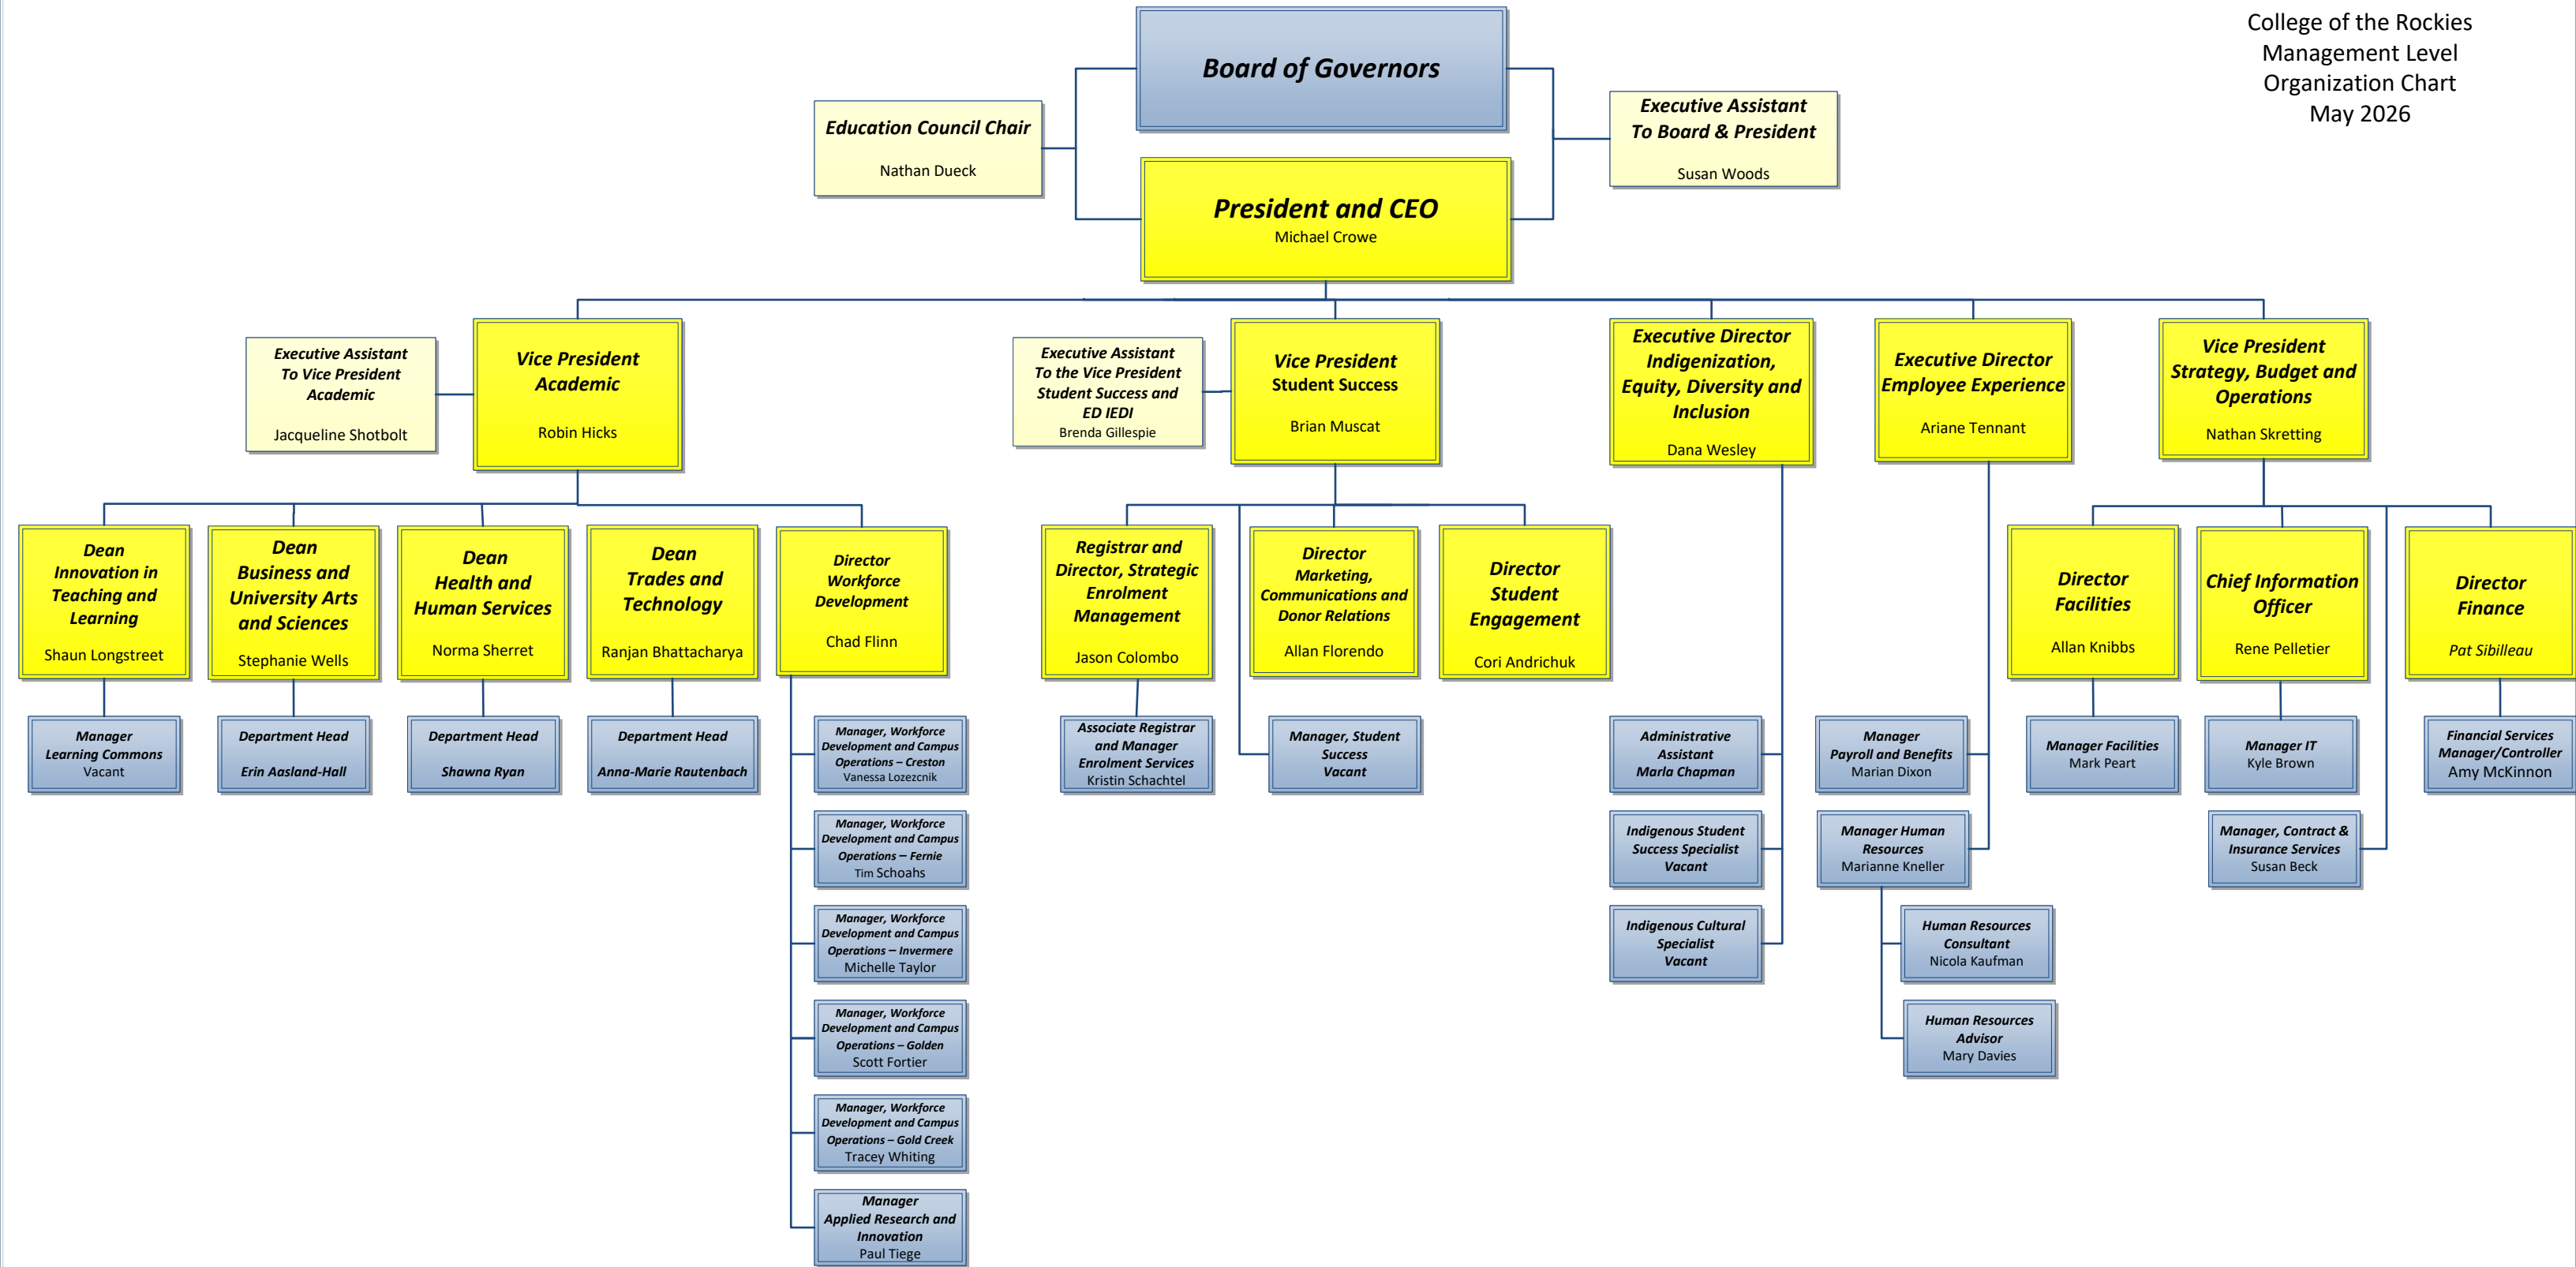 College of the Rockies
Management Level
Organization Chart
May 2026
Board of Governors
Education Council Chair
Nathan Dueck
Executive Assistant
To Board & President
Susan Woods
President and CEO
Michael Crowe
Executive Assistant
To Vice President
Academic
Jacqueline Shotbolt
Vice President
Academic
Robin Hicks
Executive Assistant
To the Vice President
Student Success and
ED IEDI
Brenda Gillespie
Vice President
Student Success
Brian Muscat
Executive Director
Indigenization,
Equity, Diversity and
Inclusion
Dana Wesley
Executive Director
Employee Experience
Ariane Tennant
Vice President
Strategy, Budget and
Operations
Nathan Skretting
Dean
Innovation in
Teaching and
Learning
Shaun Longstreet
Dean
Business and
University Arts
and Sciences
Stephanie Wells
Dean
Health and
Human Services
Norma Sherret
Dean
Trades and
Technology
Ranjan Bhattacharya
Director
Workforce
Development
Chad Flinn
Registrar and
Director, Strategic
Enrolment
Management
Jason Colombo
Director
Marketing,
Communications and
Donor Relations
Allan Florendo
Director
Student
Engagement
Cori Andrichuk
Director
Facilities
Allan Knibbs
Chief Information
Officer
Rene Pelletier
Director
Finance
Pat Sibilleau
Manager
Learning Commons
Vacant
Department Head
Erin Aasland-Hall
Department Head
Shawna Ryan
Department Head
Anna-Marie Rautenbach
Manager, Workforce
Development and Campus
Operations – Creston
Vanessa Lozezcnik
Associate Registrar
and Manager
Enrolment Services
Kristin Schachtel
Manager, Student
Success
Vacant
Administrative
Assistant
Marla Chapman
Manager
Payroll and Benefits
Marian Dixon
Manager Facilities
Mark Peart
Manager IT
Kyle Brown
Financial Services
Manager/Controller
Amy McKinnon
Manager, Workforce
Development and Campus
Operations – Fernie
Tim Schoahs
Indigenous Student
Success Specialist
Vacant
Manager Human
Resources
Marianne Kneller
Manager, Contract &
Insurance Services
Susan Beck
Manager, Workforce
Development and Campus
Operations – Invermere
Michelle Taylor
Indigenous Cultural
Specialist
Vacant
Human Resources
Consultant
Nicola Kaufman
Manager, Workforce
Development and Campus
Operations – Golden
Scott Fortier
Human Resources
Advisor
Mary Davies
Manager, Workforce
Development and Campus
Operations – Gold Creek
Tracey Whiting
Manager
Applied Research and
Innovation
Paul Tiege